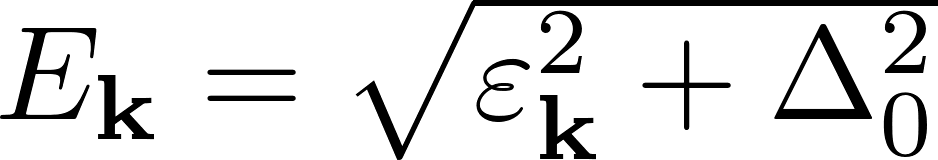 $E_{\mathbf{k}} = \sqrt{\varepsilon_{\mathbf{k}}^2 + \Delta_0^2}$